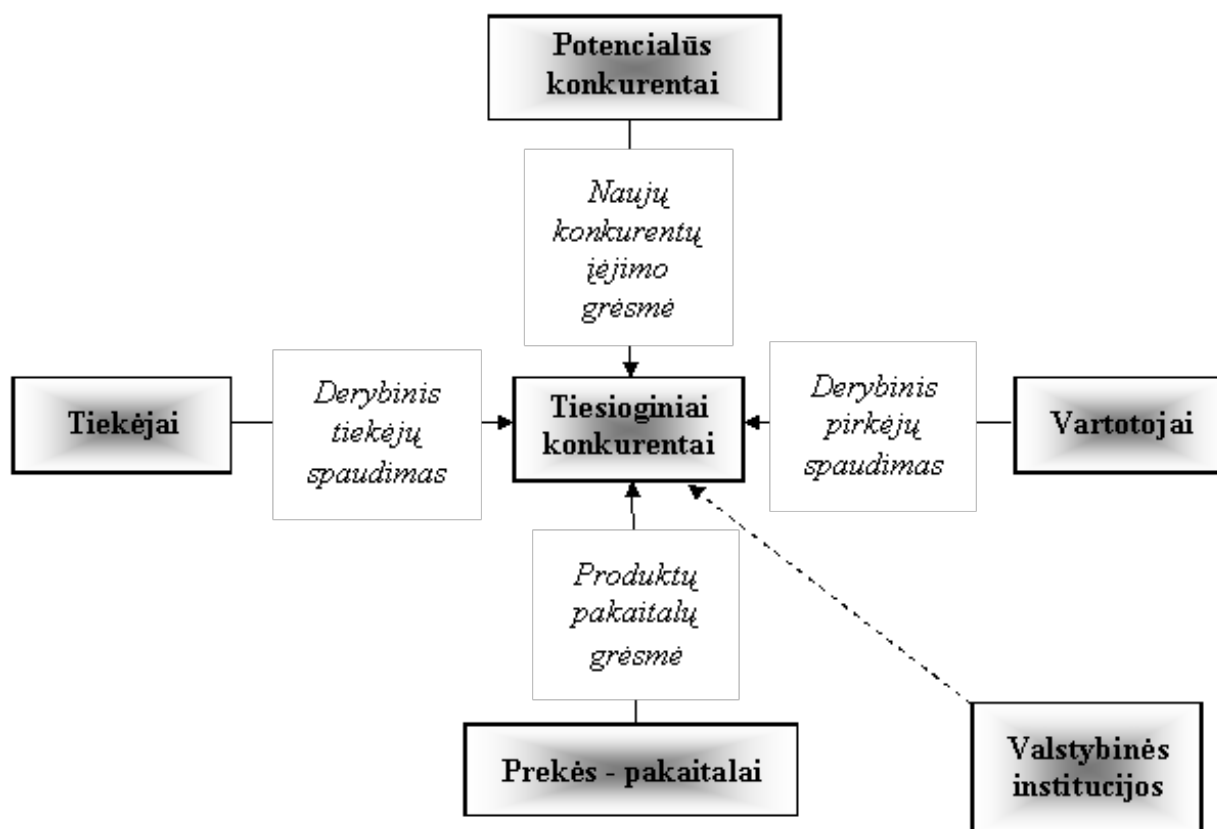 Potencialūs
konkurentai
Naujų
konkurentų
įėjimo
grėsmė
Tiekėjai
Derybinis
tiekėjų
spaudimas
Tiesioginiai
konkurentai
Derybinis
pirkėjų
spaudimas
Vartotojai
Produktų
pakaitalų
grėsmė
Prekės - pakaitalai
Valstybinės
institucijos